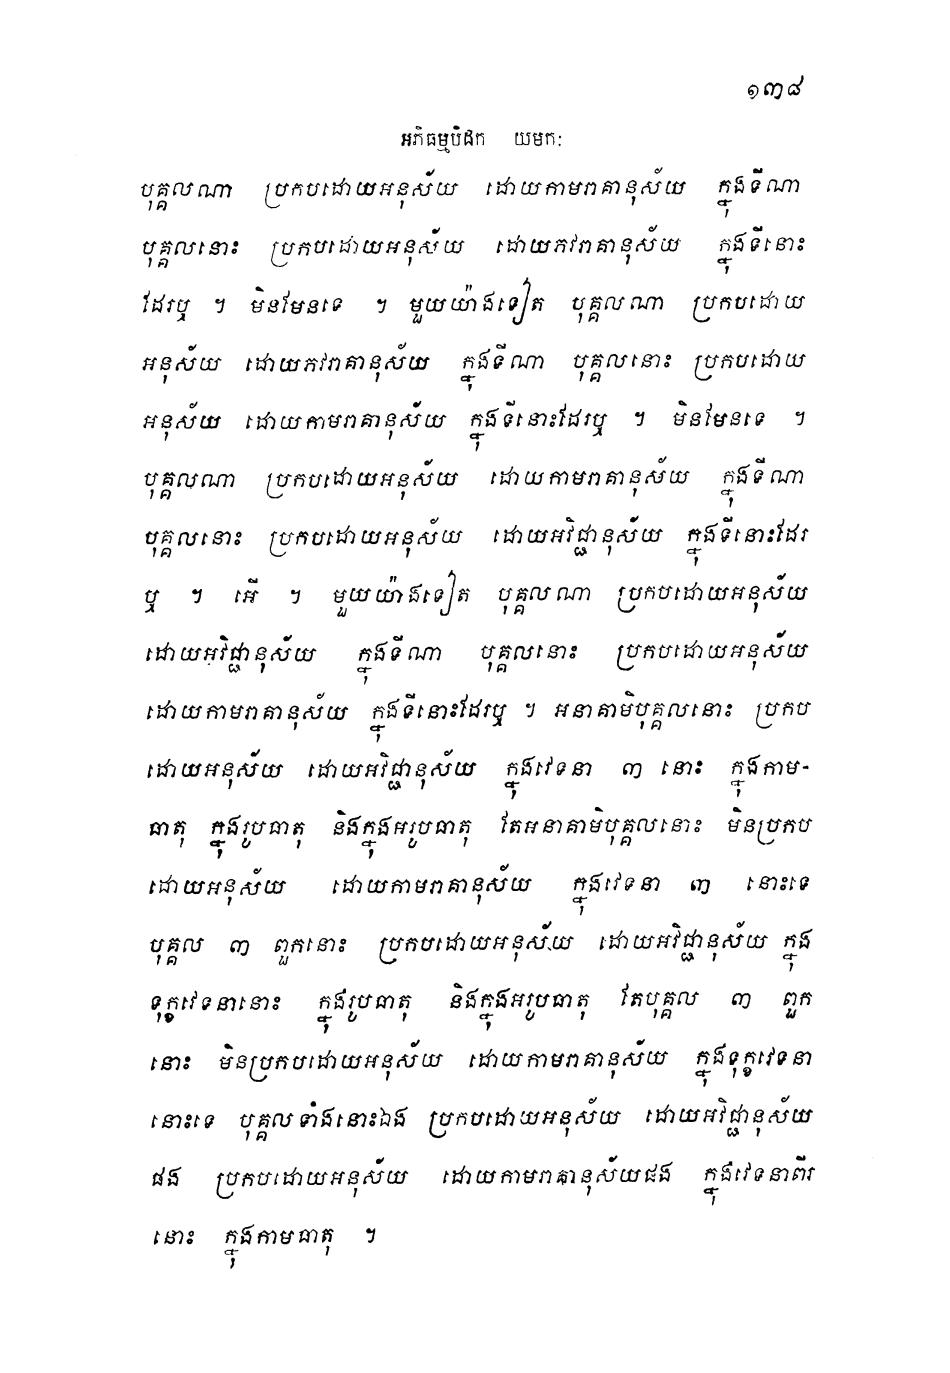 ១៣៨
អភិធម្មបិដក យមកៈ
បុគ្គលណា ប្រកបដោយអនុស័យ ដោយកាមរាគានុស័យ ក្នុងទីណា
បុគ្គលនោះ ប្រកបដោយអនុស័យ ដោយភវរាគានុស័យ ក្នុងទីនោះ
ដែរឬ ។ មិនមែនទេ ។ មួយយ៉ាងទៀត បុគ្គលណា ប្រកបដោយ
អនុស័យ ដោយភវរាគានុស័យ ក្នុងទីណា បុគ្គលនោះ ប្រកបដោយ
អនុស័យ ដោយកាមរាគានុស័យ ក្នុងទីនោះដែរឬ ។ មិនមែនទេ ។
បុគ្គលណា ប្រកបដោយអនុស័យ ដោយកាមរាគានុស័យ ក្នុងទីណា
បុគ្គលនោះ ប្រកបដោយអនុស័យ ដោយអវិជ្ជានុស័យ ក្នុងទីនោះដែរ
ឬ ។ អើ ។ មួយយ៉ាងទៀត បុគ្គលណា ប្រកបដោយអនុស័យ
ដោយអវិជ្ជានុស័យ ក្នុងទីណា បុគ្គលនោះ ប្រកបដោយអនុស័យ
ដោយកាមរាគានុស័យ ក្នុងទីនោះដែរឬ ។ អនាគាមិបុគ្គលនោះ ប្រកប
ដោយអនុស័យ ដោយអវិជ្ជានុស័យ ក្នុងវេទនា ៣ នោះ ក្នុងកាម-
ធាតុ ក្នុងរូបធាតុ និងក្នុងអរូបធាតុ តែអនាគាមិបុគ្គលនោះ មិនប្រកប
ដោយអនុស័យ ដោយកាមរាគានុស័យ ក្នុងវេទនា ៣ នោះទេ
បុគ្គល ៣ ពួកនោះ ប្រកបដោយអនុស័យ ដោយអវិជ្ជានុស័យ ក្នុង
ទុក្ខវេទនានោះ ក្នុងរូបធាតុ និងក្នុងអរូបធាតុ តែបុគ្គល ៣ ពួក
នោះ មិនប្រកបដោយអនុស័យ ដោយកាមរាគានុស័យ ក្នុងទុក្ខវេទនា
នោះទេ បុគ្គលទាំងនោះឯង ប្រកបដោយអនុស័យ ដោយអវិជ្ជានុស័យ
ផង ប្រកបដោយអនុស័យ ដោយកាមរាគានុស័យផង ក្នុងវេទនាពីរ
នោះ ក្នុងកាមធាតុ ។